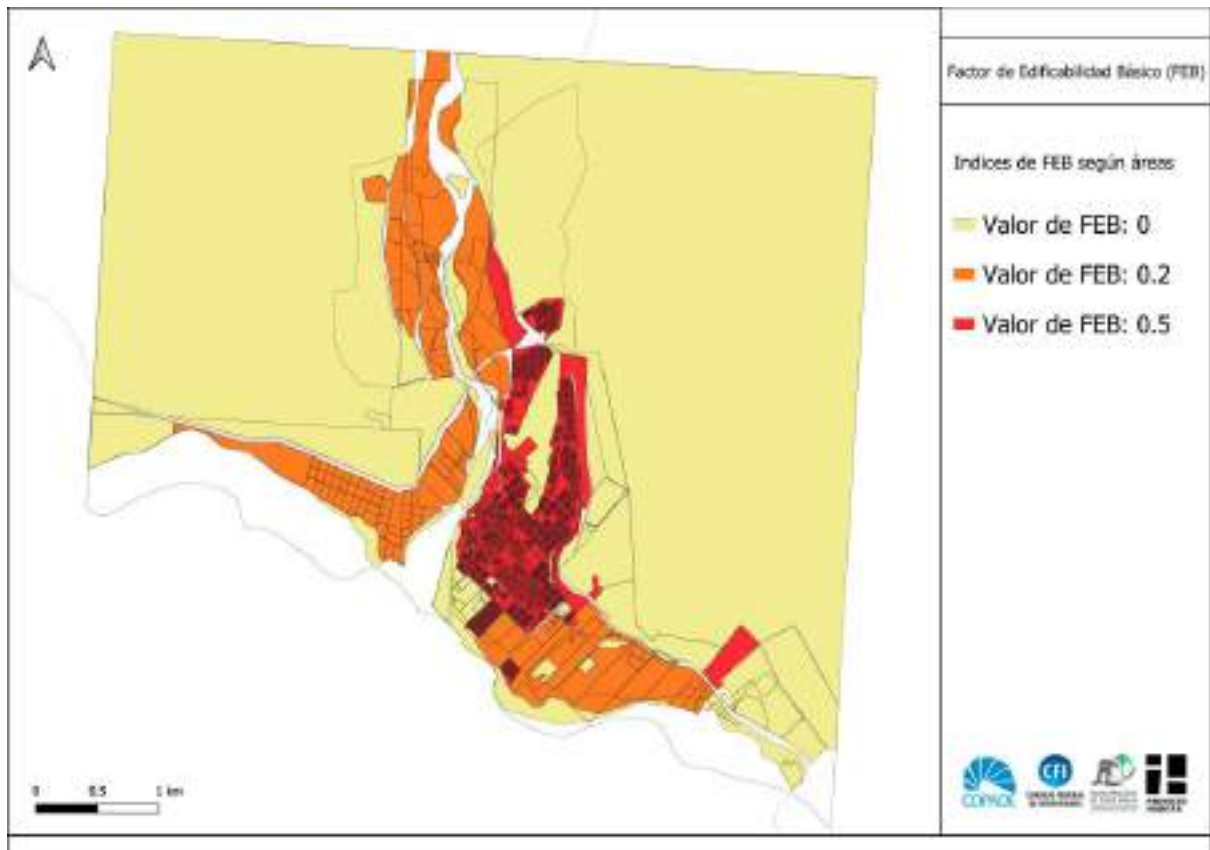 Factor de Edificabilidad Básico (FEB)
Indices de FEB según áreas
Valor de FEB: 0
Valor de FEB: 0.2
Valor de FEB: 0.5
0 0.5 1 km
COPADE
CFI